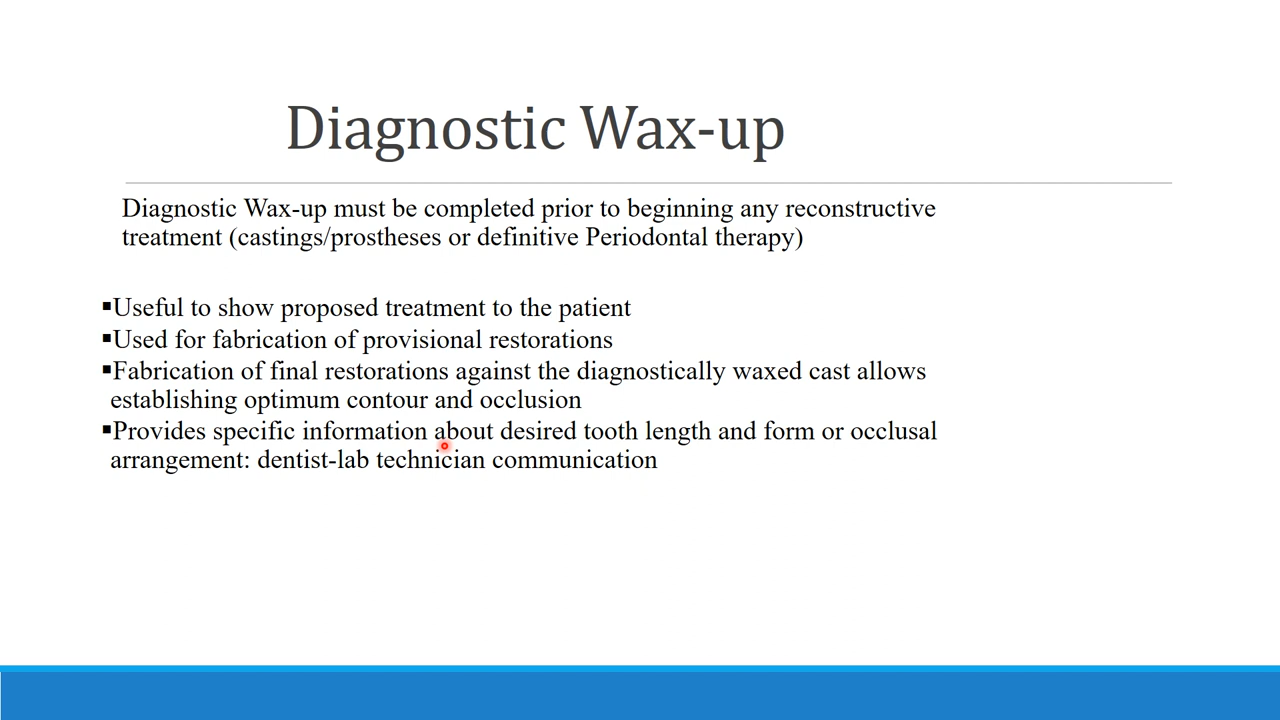 Diagnostic Wax-up
Diagnostic Wax-up must be completed prior to beginning any reconstructive
treatment (castings/prostheses or definitive Periodontal therapy)
▪Useful to show proposed treatment to the patient
▪Used for fabrication of provisional restorations
▪Fabrication of final restorations against the diagnostically waxed cast allows
establishing optimum contour and occlusion
▪Provides specific information about desired tooth length and form or occlusal
arrangement: dentist-lab technician communication